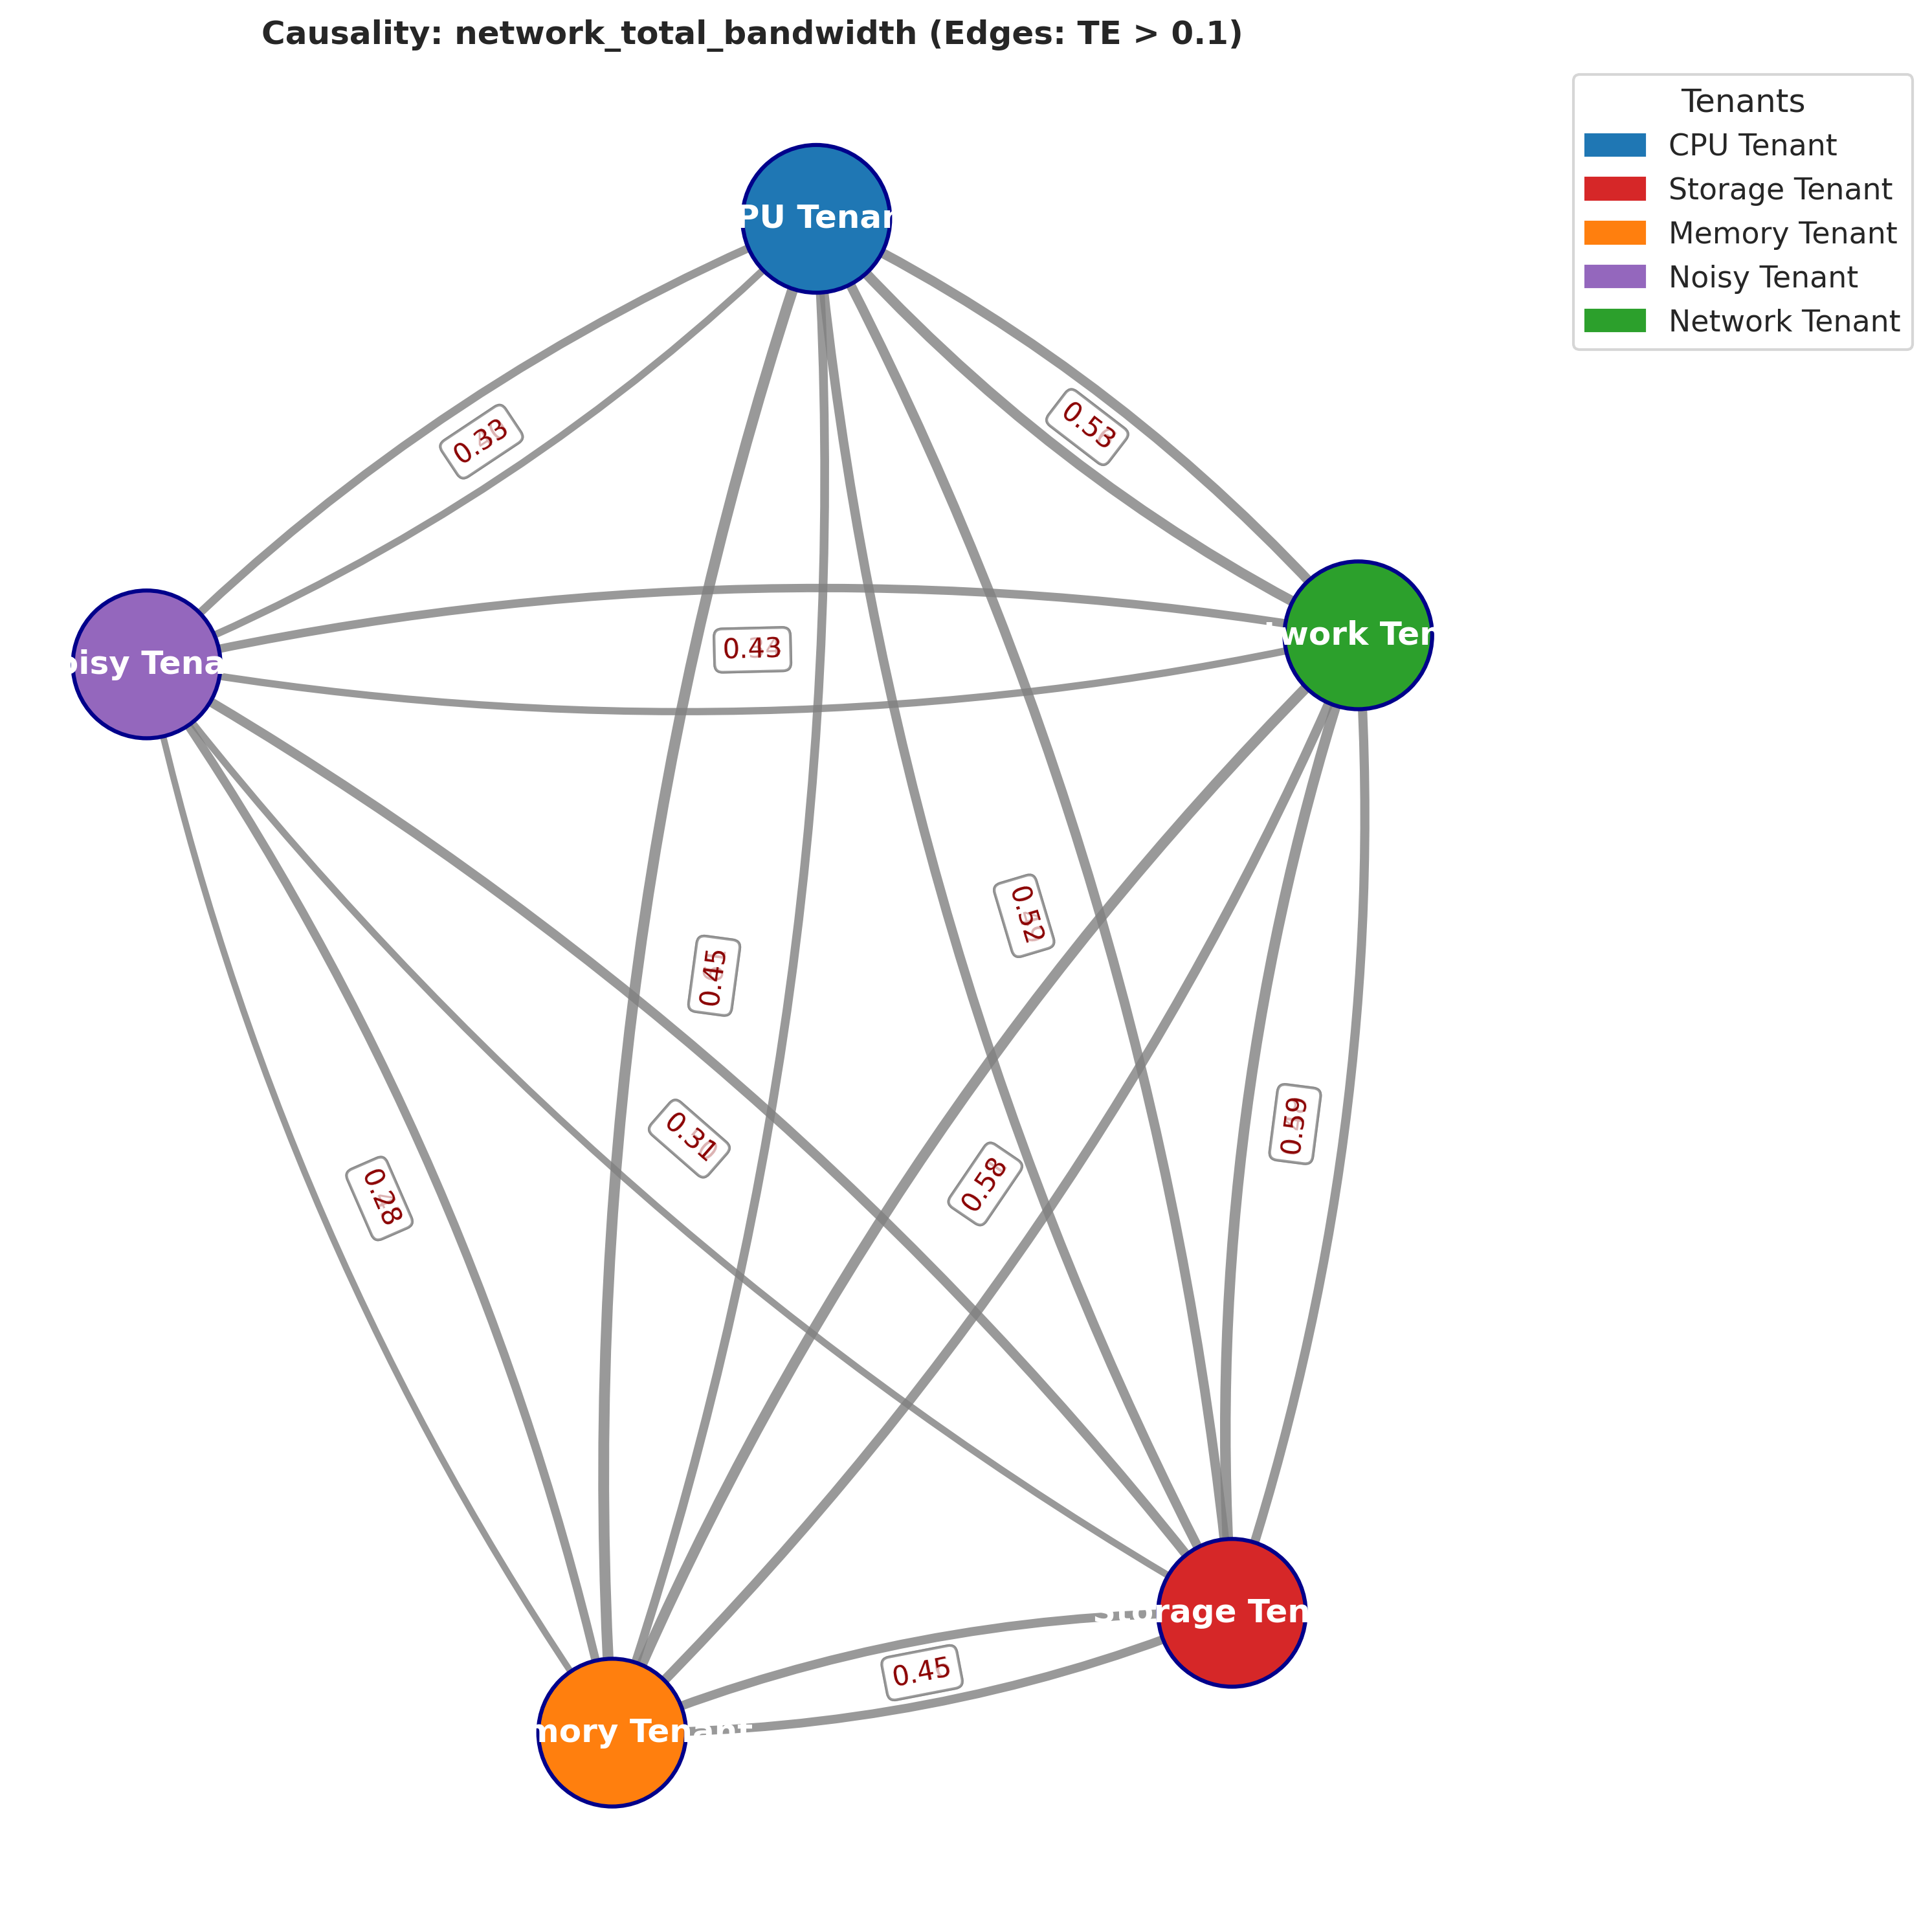 Causality: network_total_bandwidth (Edges: TE > 0.1)
Tenants
CPU Tenant
Storage Tenant
Memory Tenant
Noisy Tenant
Network Tenant
PU Tenan
0.33
0.53
twork Ten
oisy Tena
0.43
0.52
0.45
0.31
0.59
0.58
0.28
orage Ten
0.45
mory Tenant